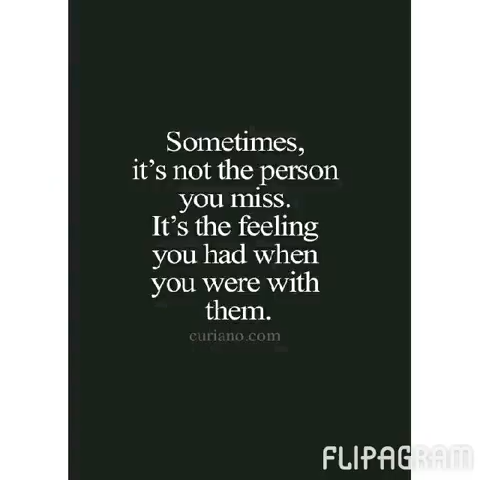 Sometimes,
it's not the person
you miss.
It's the feeling
you had when
you were with
them.
curiano.com
FLIPAGRAM